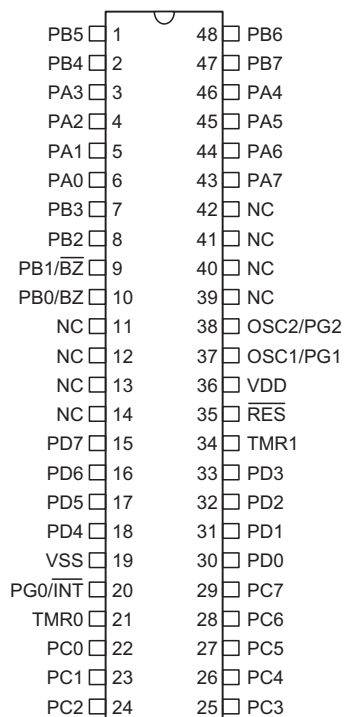 PB5 1 48 PB6
PB4 2 47 PB7
PA3 3 46 PA4
PA2 4 45 PA5
PA1 5 44 PA6
PA0 6 43 PA7
PB3 7 42 NC
PB2 8 41 NC
PB1/B̅Z̅ 9 40 NC
PB0/BZ 10 39 NC
NC 11 38 OSC2/PG2
NC 12 37 OSC1/PG1
NC 13 36 VDD
NC 14 35 R̅E̅S̅
PD7 15 34 TMR1
PD6 16 33 PD3
PD5 17 32 PD2
PD4 18 31 PD1
VSS 19 30 PD0
PG0/I̅N̅T̅ 20 29 PC7
TMR0 21 28 PC6
PC0 22 27 PC5
PC1 23 26 PC4
PC2 24 25 PC3